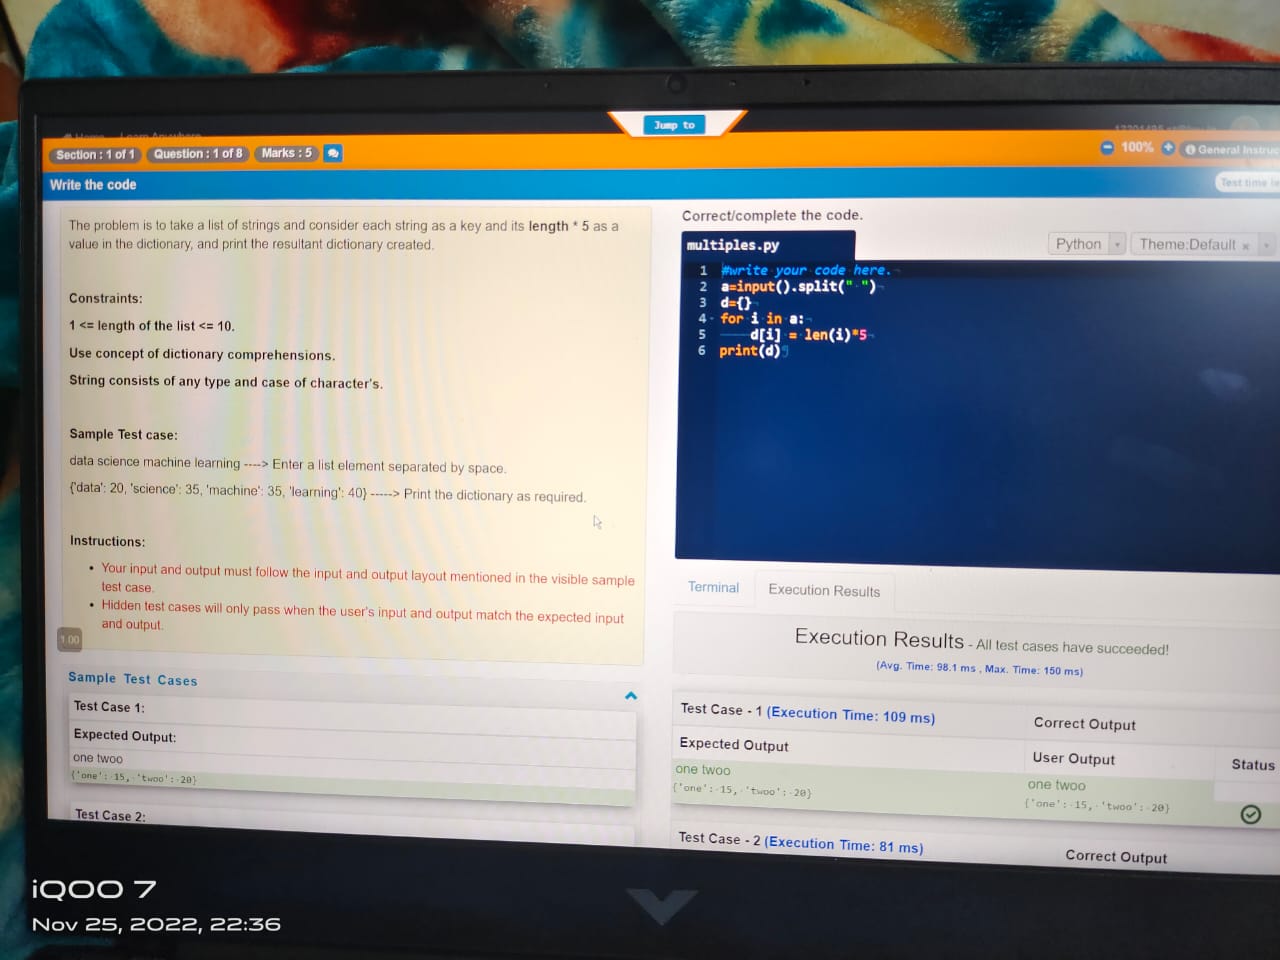 Home Learn Anywhere
Jump to
Section : 1 of 1 Question : 1 of 8 Marks : 5
100% General Instruc
Write the code
Test time le
The problem is to take a list of strings and consider each string as a key and its length * 5 as a
value in the dictionary, and print the resultant dictionary created.
Constraints:
1 <= length of the list <= 10.
Use concept of dictionary comprehensions.
String consists of any type and case of character's.
Sample Test case:
data science machine learning ----> Enter a list element separated by space.
{'data': 20, 'science': 35, 'machine': 35, 'learning': 40} -----> Print the dictionary as required.
Instructions:
• Your input and output must follow the input and output layout mentioned in the visible sample
test case.
• Hidden test cases will only pass when the user's input and output match the expected input
and output.
1.00
Sample Test Cases
Test Case 1:
Expected Output:
one twoo
{'one': 15, 'twoo': 20}
Test Case 2:
Correct/complete the code.
multiples.py
Python Theme:Default ×
1 #write your code here.
2 a=input().split(" ")
3 d={}
4 for i in a:
5 d[i] = len(i)*5
6 print(d)
Terminal Execution Results
Execution Results - All test cases have succeeded!
(Avg. Time: 98.1 ms , Max. Time: 150 ms)
Test Case - 1 (Execution Time: 109 ms) Correct Output
Expected Output User Output Status
one twoo one twoo
{'one': 15, 'twoo': 20} {'one': 15, 'twoo': 20}
Test Case - 2 (Execution Time: 81 ms) Correct Output
iQOO 7
Nov 25, 2022, 22:36